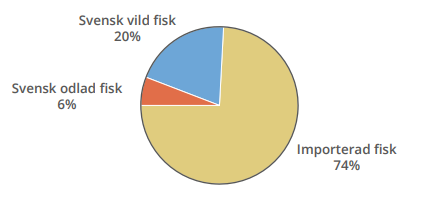 Svensk vild fisk
20%
Svensk odlad fisk
6%
Importerad fisk
74%